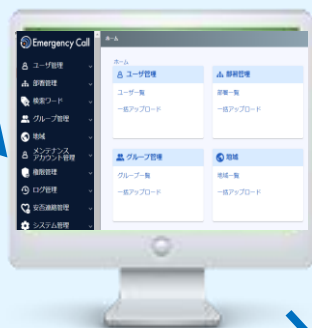 Emergency Call
ユーザ管理
部署管理
検索ワード
グループ管理
地域
メンテナンス
アカウント管理
権限管理
ログ管理
安否連絡管理
システム管理
ホーム
ホーム
ユーザ管理
ユーザ一覧
一括アップロード
部署管理
部署一覧
一括アップロード
グループ管理
グループ一覧
一括アップロード
地域
地域一覧
一括アップロード